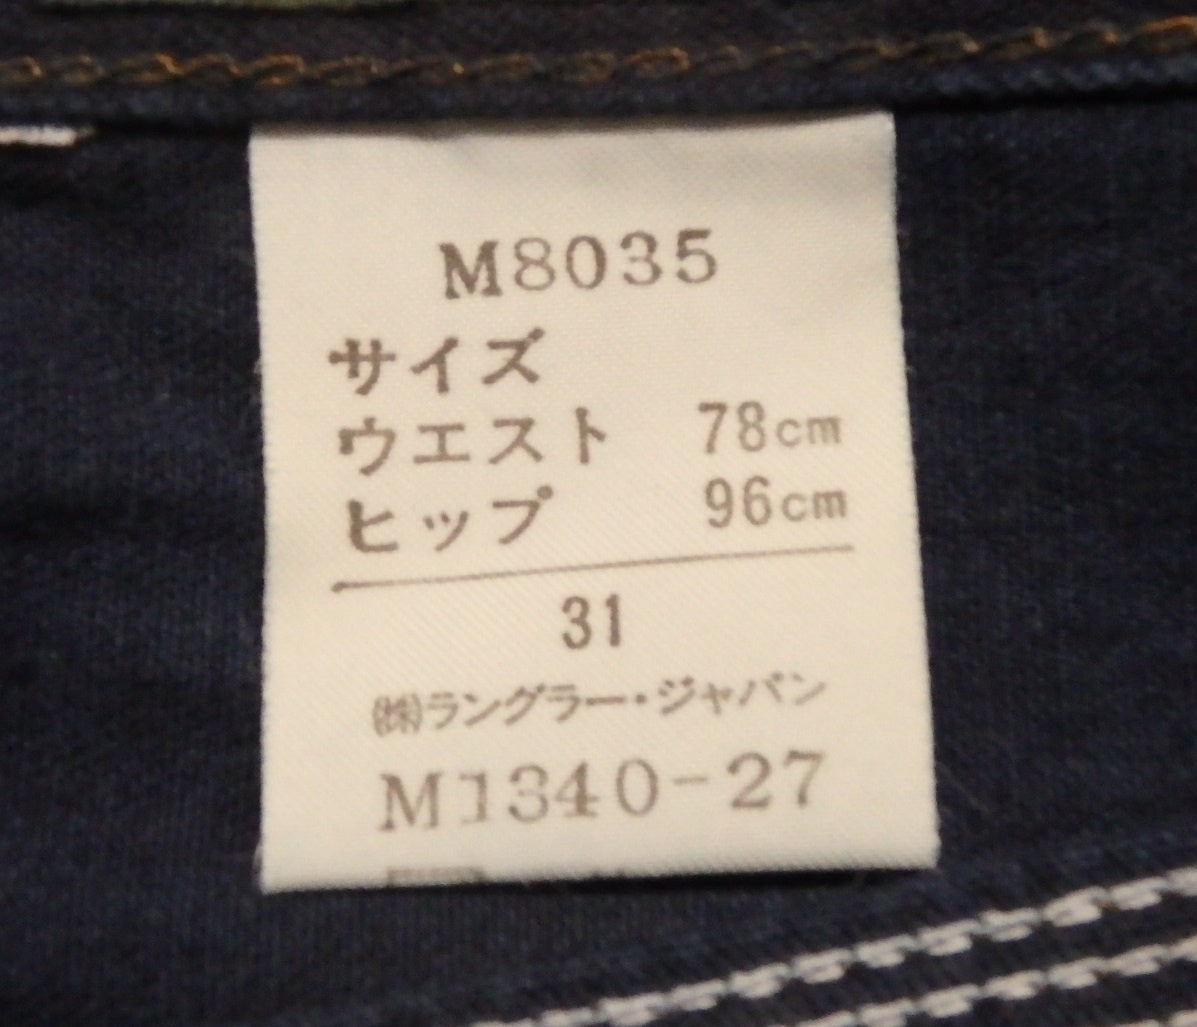 M8035
サイズ
ウエスト 78cm
ヒップ 96cm
31
㈱ラングラー・ジャパン
M1340-27